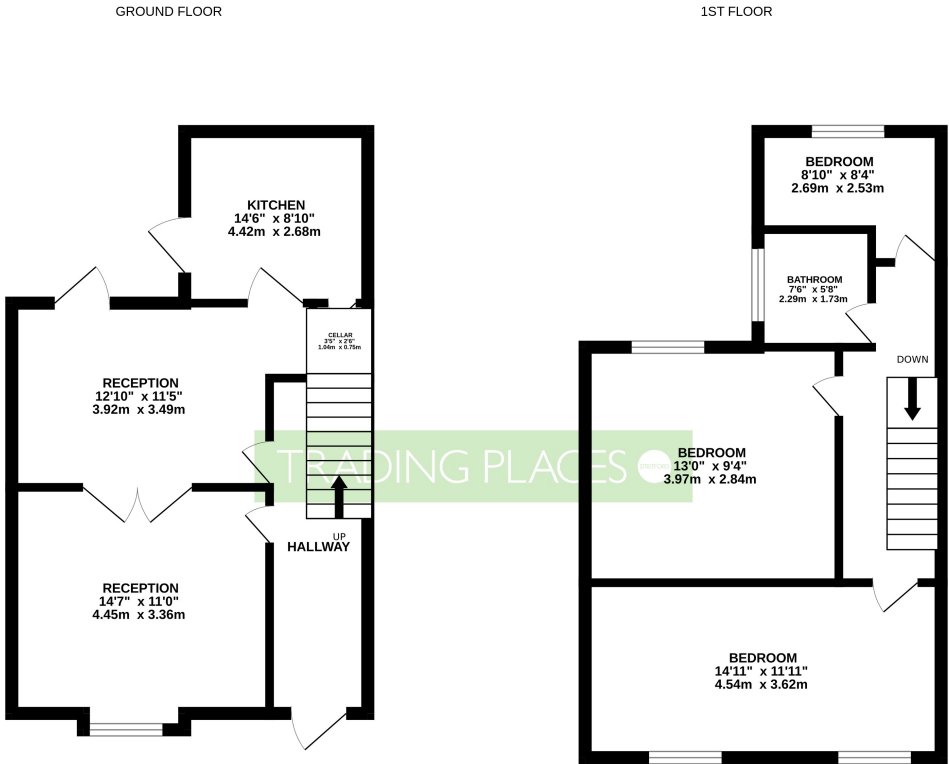 GROUND FLOOR
1ST FLOOR
KITCHEN
14'6" x 8'10"
4.42m x 2.68m
CELLAR
3'5" x 2'6"
1.04m x 0.75m
RECEPTION
12'10" x 11'5"
3.92m x 3.49m
TRADING PLACES
UP
HALLWAY
RECEPTION
14'7" x 11'0"
4.45m x 3.36m
BEDROOM
8'10" x 8'4"
2.69m x 2.53m
BATHROOM
7'6" x 5'8"
2.29m x 1.73m
DOWN
BEDROOM
13'0" x 9'4"
3.97m x 2.84m
BEDROOM
14'11" x 11'11"
4.54m x 3.62m